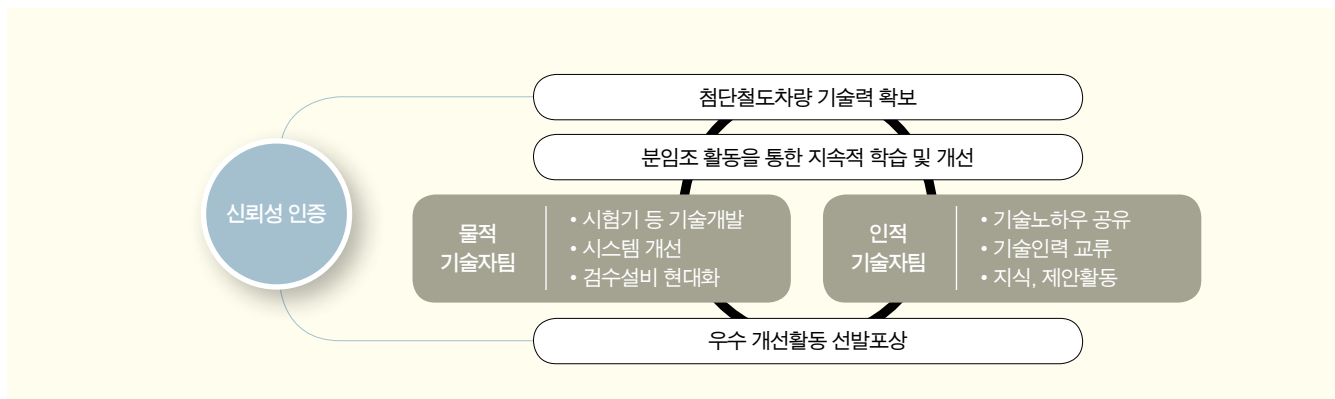 첨단철도차량 기술력 확보
분임조 활동을 통한 지속적 학습 및 개선
신뢰성 인증
물적
기술자팀
• 시험기 등 기술개발
• 시스템 개선
• 검수설비 현대화
인적
기술자팀
• 기술노하우 공유
• 기술인력 교류
• 지식, 제안활동
우수 개선활동 선발포상